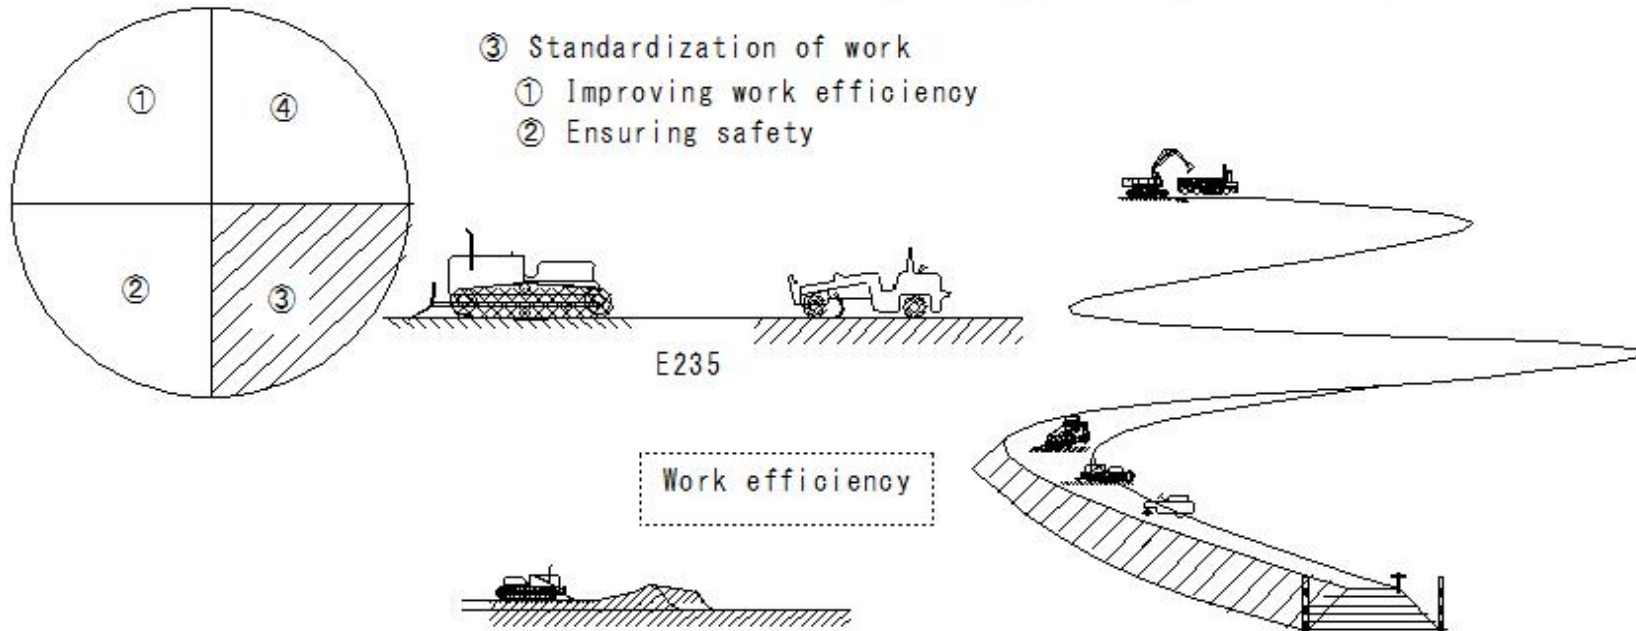 ③ Standardization of work
① Improving work efficiency
② Ensuring safety
①
④
②
③
E235
Work efficiency